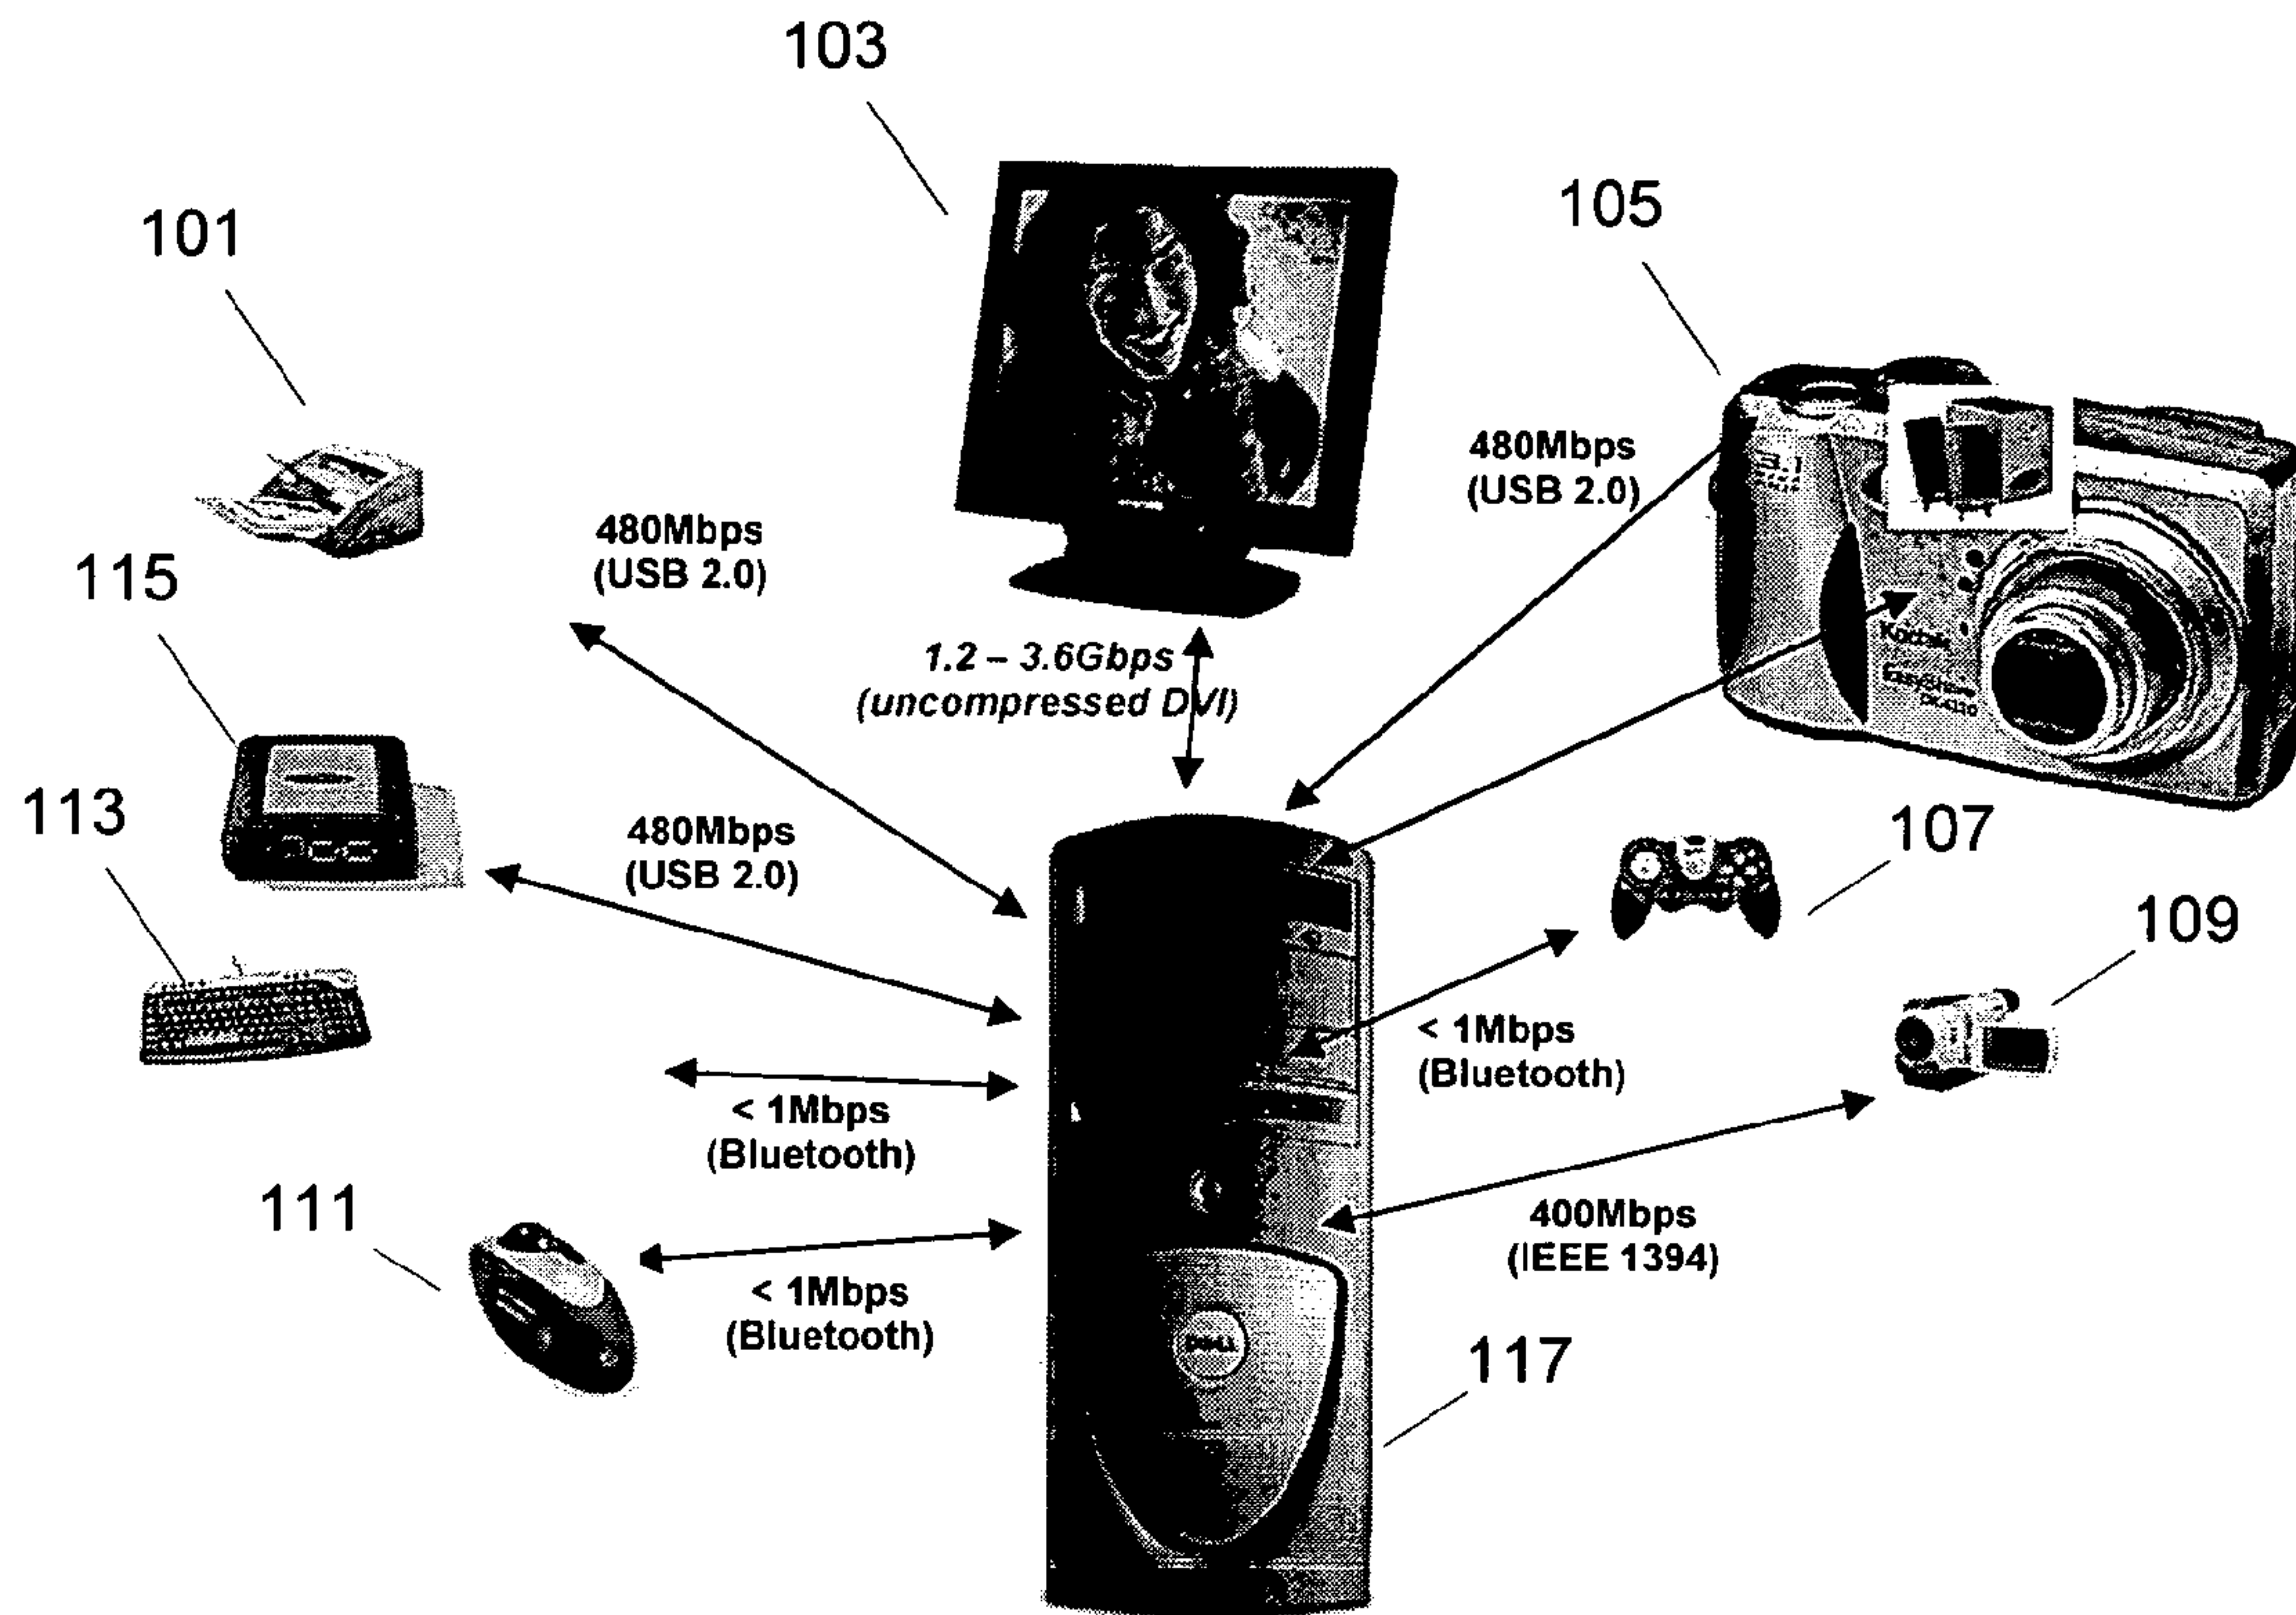 103
105
101
480Mbps
(USB 2.0)
480Mbps
(USB 2.0)
115
1.2 – 3.6Gbps
(uncompressed DVI)
Kodak
EasyShare
113
480Mbps
(USB 2.0)
107
109
< 1Mbps
(Bluetooth)
< 1Mbps
(Bluetooth)
111
400Mbps
(IEEE 1394)
< 1Mbps
(Bluetooth)
DELL
117